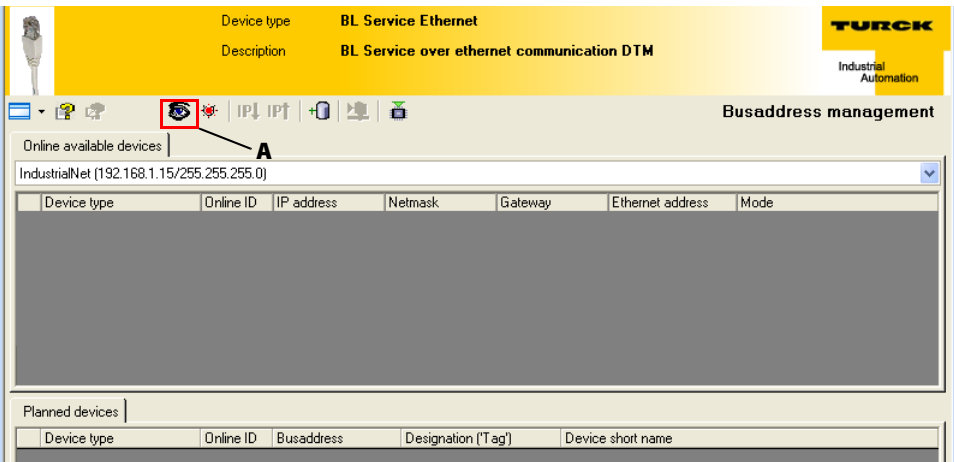 Device type BL Service Ethernet
TURCK
Description BL Service over ethernet communication DTM
Industrial
Automation
IP IP Busaddress management
A
Online available devices
IndustrialNet (192.168.1.15/255.255.255.0)
Device type Online ID IP address Netmask Gateway Ethernet address Mode
Planned devices
Device type Online ID Busaddress Designation ('Tag') Device short name